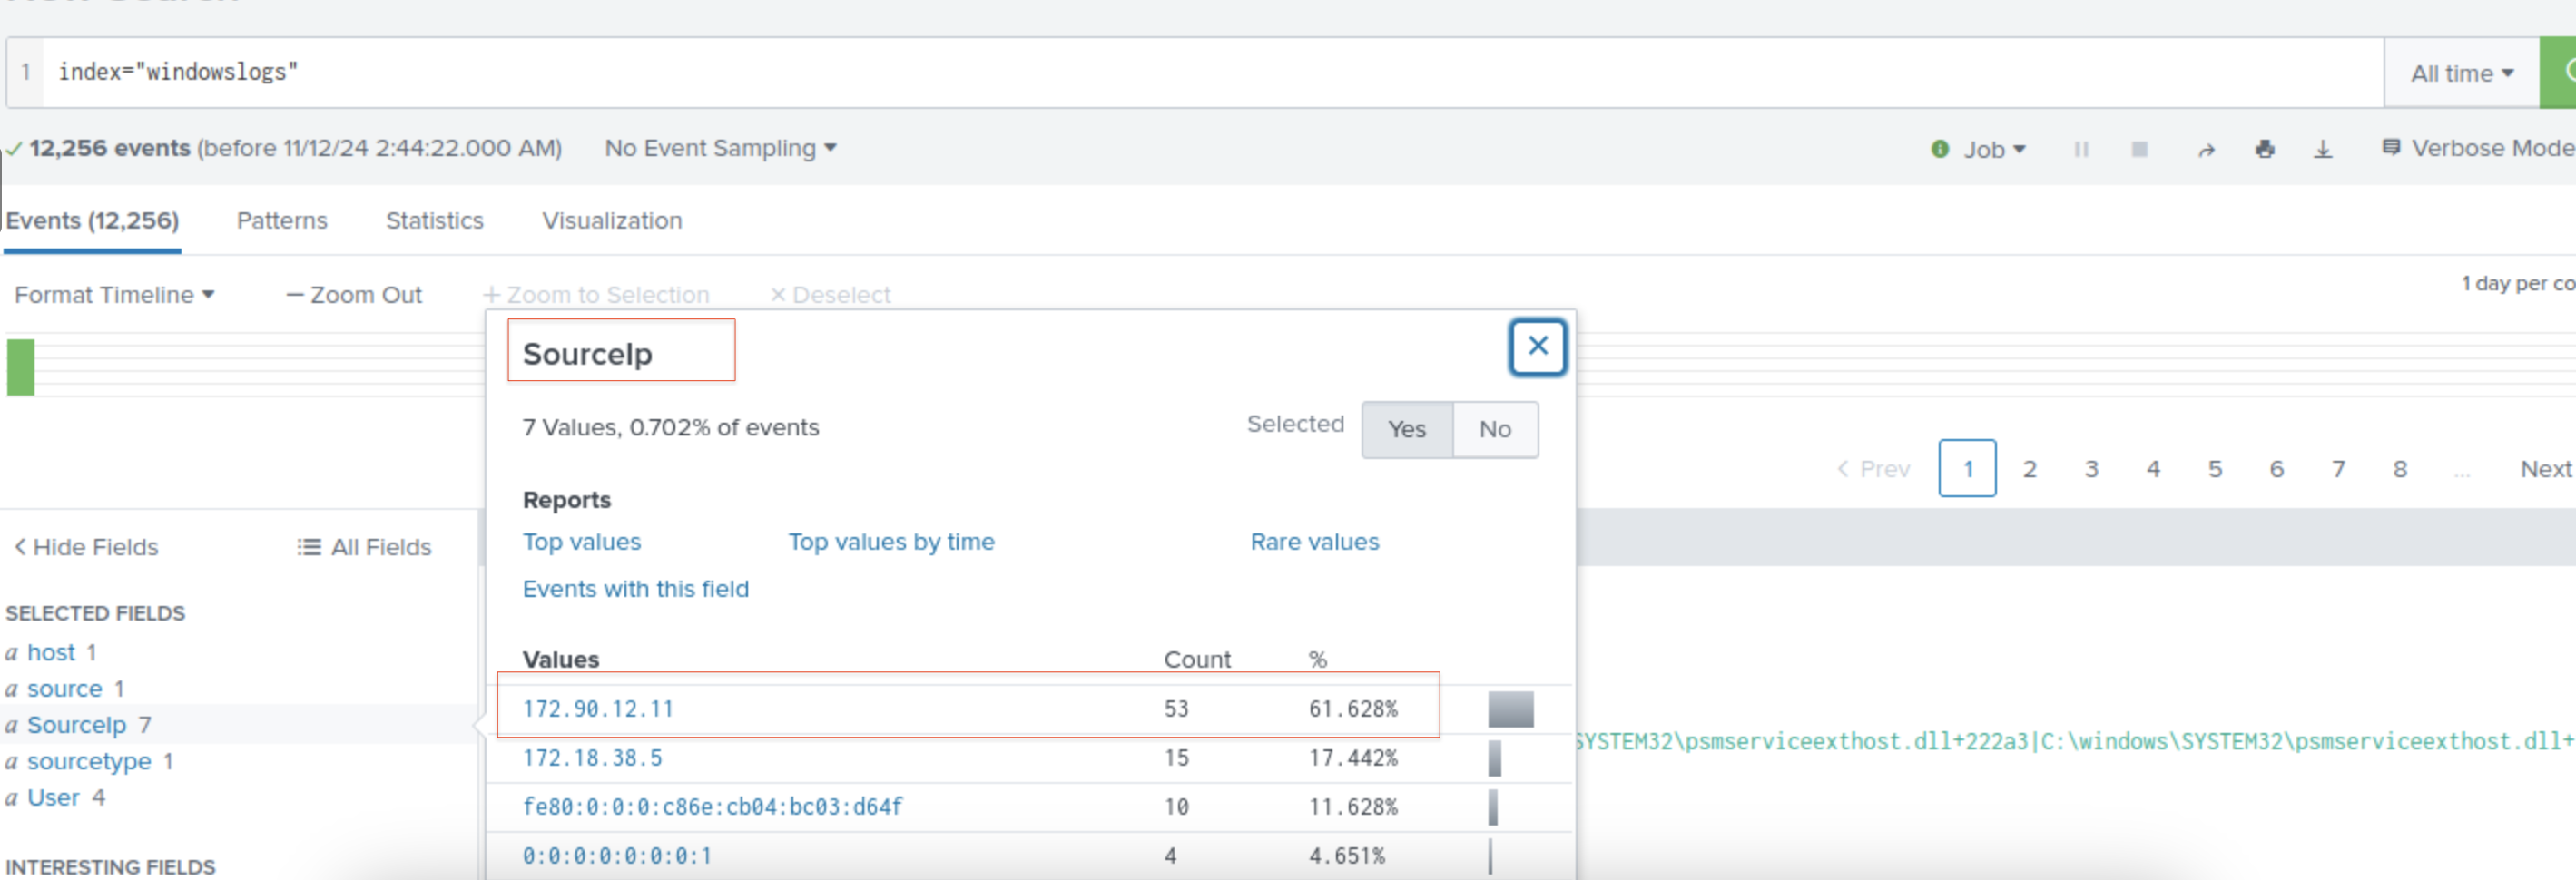 1 index="windowslogs" All time
12,256 events (before 11/12/24 2:44:22.000 AM) No Event Sampling Job Verbose Mode
Events (12,256) Patterns Statistics Visualization
Format Timeline — Zoom Out + Zoom to Selection × Deselect 1 day per co
SourceIp
7 Values, 0.702% of events Selected Yes No
< Prev 1 2 3 4 5 6 7 8 ... Next
Reports
Top values Top values by time Rare values
Events with this field
< Hide Fields All Fields
SELECTED FIELDS
a host 1
a source 1
a SourceIp 7
a sourcetype 1
a User 4
INTERESTING FIELDS
Values Count %
172.90.12.11 53 61.628%
172.18.38.5 15 17.442%
fe80:0:0:0:c86e:cb04:bc03:d64f 10 11.628%
0:0:0:0:0:0:0:1 4 4.651%
SYSTEM32\psmserviceexthost.dll+222a3|C:\windows\SYSTEM32\psmserviceexthost.dll+